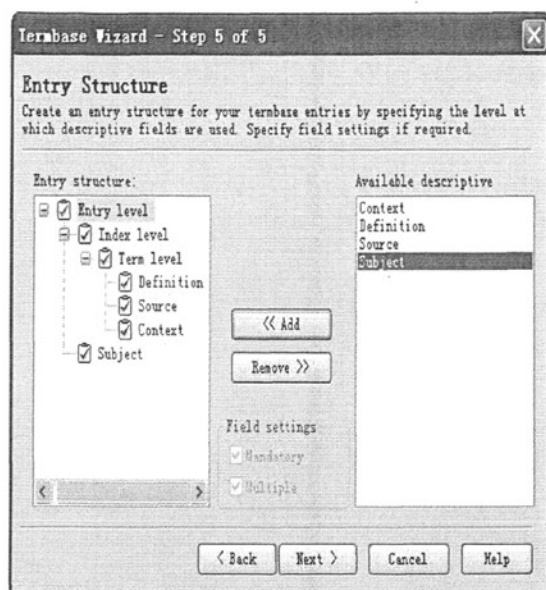 Termbase Wizard - Step 5 of 5
Entry Structure
Create an entry structure for your termbase entries by specifying the level at
which descriptive fields are used. Specify field settings if required.
Entry structure:
Entry level
Index level
Term level
Definition
Source
Context
Subject
<< Add
Remove >>
Field settings
Mandatory
Multiple
Available descriptive
Context
Definition
Source
Subject
< Back
Next >
Cancel
Help